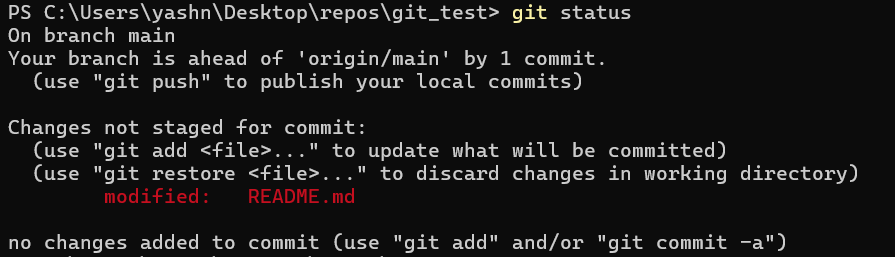 PS C:\Users\yashn\Desktop\repos\git_test> git status
On branch main
Your branch is ahead of 'origin/main' by 1 commit.
  (use "git push" to publish your local commits)

Changes not staged for commit:
  (use "git add <file>..." to update what will be committed)
  (use "git restore <file>..." to discard changes in working directory)
        modified:   README.md

no changes added to commit (use "git add" and/or "git commit -a")